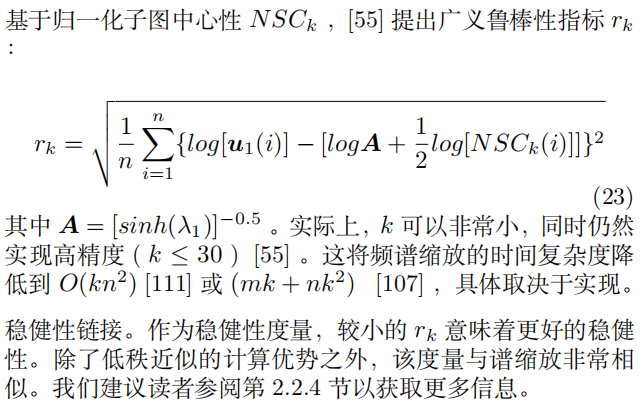 基于归一化子图中心性 NSC_k ，[55] 提出广义鲁棒性指标 r_k
：
r_k = \sqrt{\frac{1}{n} \sum_{i=1}^{n} \{log[\boldsymbol{u}_1(i)] - [log\boldsymbol{A} + \frac{1}{2} log[NSC_k(i)]]\}^2}
(23)
其中 A = [sinh(λ_1)]^{-0.5} 。实际上，k 可以非常小，同时仍然
实现高精度（ k ≤ 30 ）[55] 。这将频谱缩放的时间复杂度降
低到 O(kn^2) [111] 或 (mk + nk^2) [107] ，具体取决于实现。
稳健性链接。作为稳健性度量，较小的 r_k 意味着更好的稳健
性。除了低秩近似的计算优势之外，该度量与谱缩放非常相
似。我们建议读者参阅第 2.2.4 节以获取更多信息。